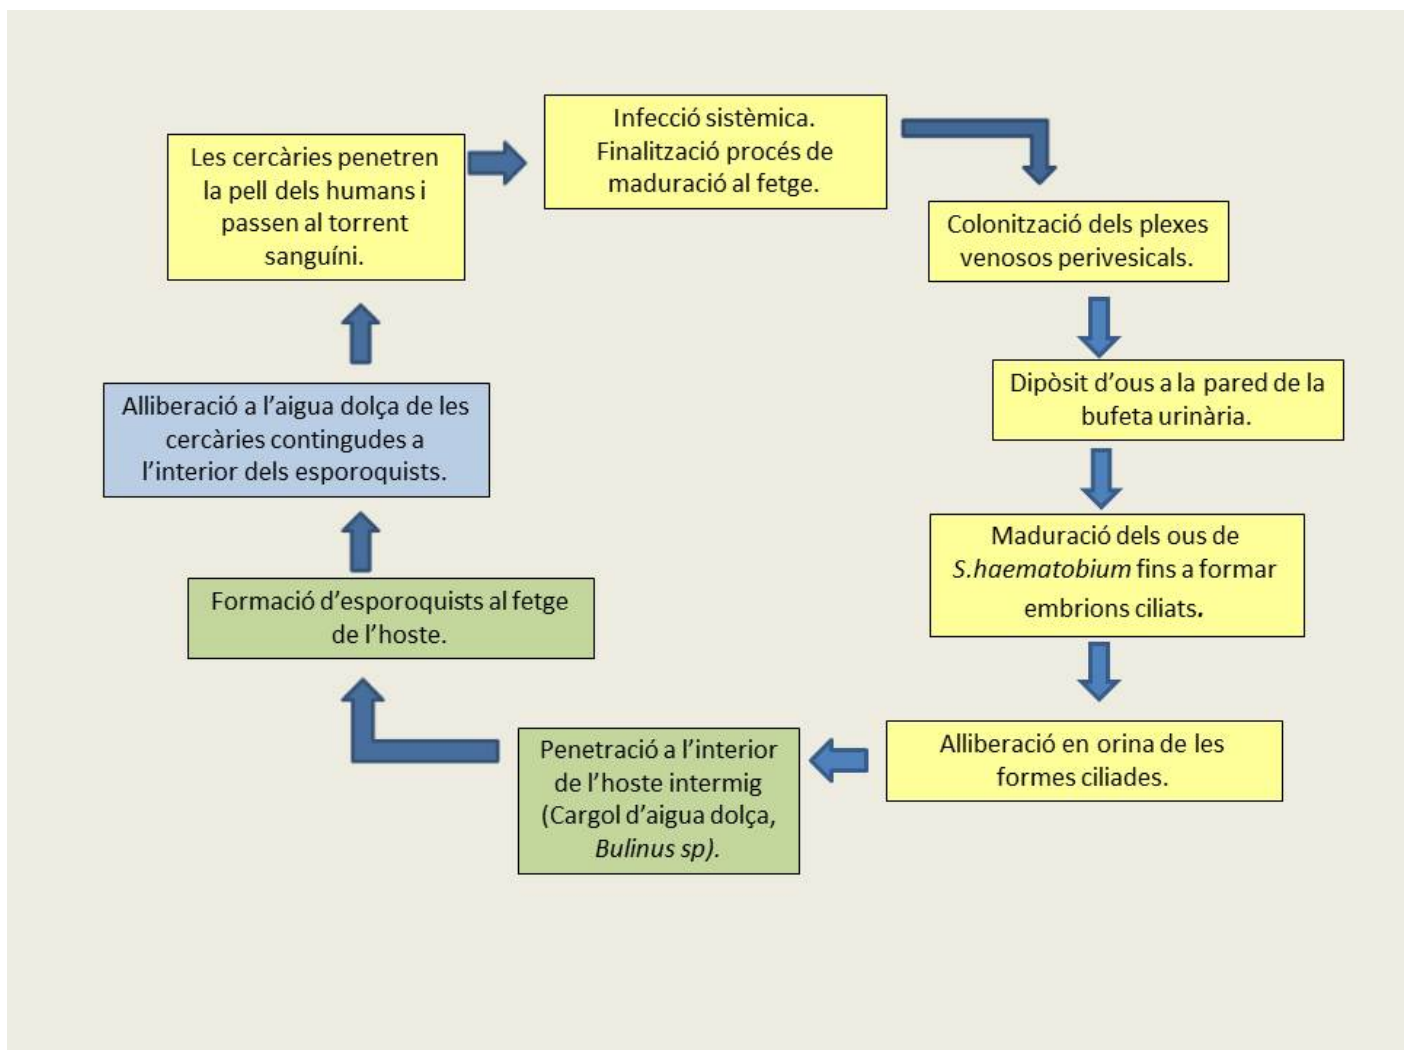 Infecció sistèmica.
Finalització procés de
maduració al fetge.
Les cercàries penetren
la pell dels humans i
passen al torrent
sanguíni.
Colonització dels plexes
venosos perivesicals.
Dipòsit d'ous a la pared de la
bufeta urinària.
Alliberació a l'aigua dolça de les
cercàries contingudes a
l'interior dels esporoquists.
Maduració dels ous de
S.haematobium fins a formar
embrions ciliats.
Formació d'esporoquists al fetge
de l'hoste.
Alliberació en orina de les
formes ciliades.
Penetració a l'interior
de l'hoste intermig
(Cargol d'aigua dolça,
Bulinus sp).